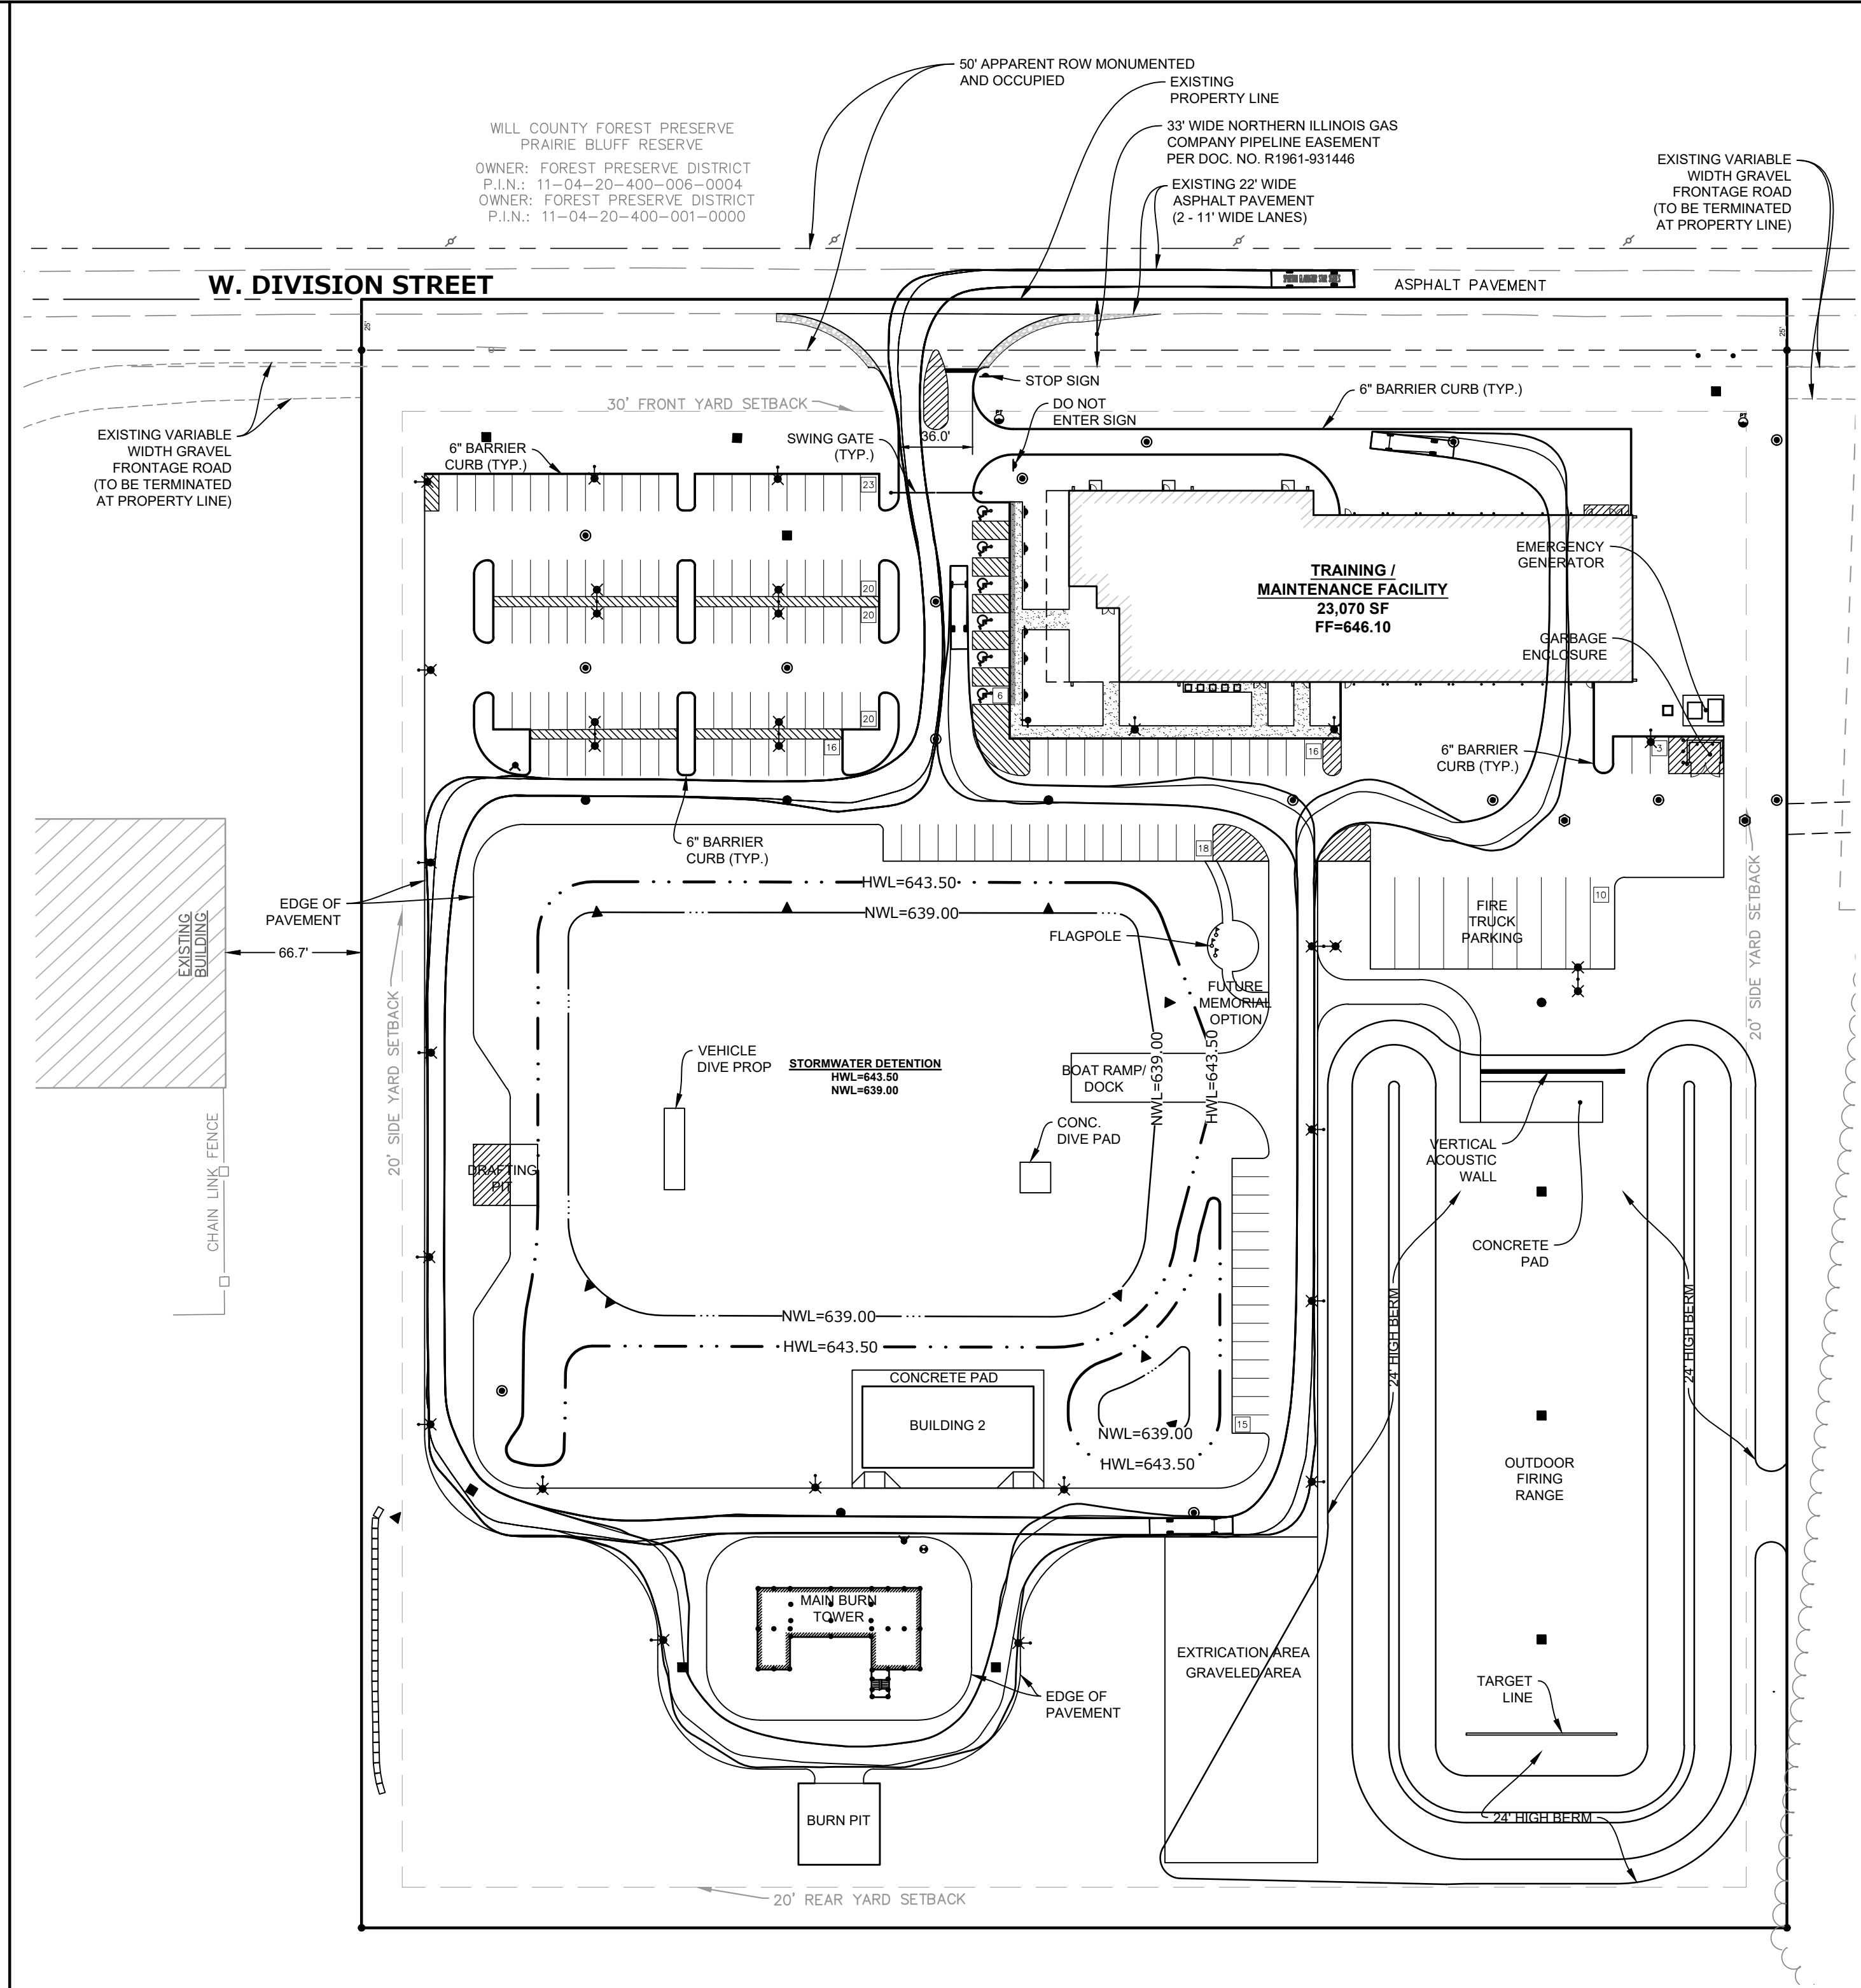 50' APPARENT ROW MONUMENTED
AND OCCUPIED
EXISTING
PROPERTY LINE
WILL COUNTY FOREST PRESERVE
PRAIRIE BLUFF RESERVE
OWNER: FOREST PRESERVE DISTRICT
P.I.N.: 11-04-20-400-006-0004
OWNER: FOREST PRESERVE DISTRICT
P.I.N.: 11-04-20-400-001-0000
33' WIDE NORTHERN ILLINOIS GAS
COMPANY PIPELINE EASEMENT
PER DOC. NO. R1961-931446
EXISTING 22' WIDE
ASPHALT PAVEMENT
(2 - 11' WIDE LANES)
EXISTING VARIABLE
WIDTH GRAVEL
FRONTAGE ROAD
(TO BE TERMINATED
AT PROPERTY LINE)
W. DIVISION STREET
ASPHALT PAVEMENT
25'
25'
STOP SIGN
6" BARRIER CURB (TYP.)
30' FRONT YARD SETBACK
DO NOT
ENTER SIGN
EXISTING VARIABLE
WIDTH GRAVEL
FRONTAGE ROAD
(TO BE TERMINATED
AT PROPERTY LINE)
6" BARRIER
CURB (TYP.)
SWING GATE
(TYP.)
36.0'
23
EMERGENCY
GENERATOR
TRAINING /
MAINTENANCE FACILITY
23,070 SF
FF=646.10
20
20
GARBAGE
ENCLOSURE
6
20
16
16
3
6" BARRIER
CURB (TYP.)
6" BARRIER
CURB (TYP.)
18
HWL=643.50
NWL=639.00
10
FIRE
TRUCK
PARKING
EDGE OF
PAVEMENT
EXISTING
BUILDING
66.7'
FLAGPOLE
20' SIDE YARD SETBACK
20' SIDE YARD SETBACK
FUTURE
MEMORIAL
OPTION
VEHICLE
DIVE PROP
STORMWATER DETENTION
HWL=643.50
NWL=639.00
BOAT RAMP/
DOCK
NWL=639.00
HWL=643.50
CONC.
DIVE PAD
CHAIN LINK FENCE
DRAFTING
PIT
VERTICAL
ACOUSTIC
WALL
CONCRETE
PAD
24' HIGH BERM
24' HIGH BERM
NWL=639.00
HWL=643.50
CONCRETE PAD
BUILDING 2
15
NWL=639.00
HWL=643.50
OUTDOOR
FIRING
RANGE
MAIN BURN
TOWER
EXTRICATION AREA
GRAVELED AREA
TARGET
LINE
EDGE OF
PAVEMENT
BURN PIT
24' HIGH BERM
20' REAR YARD SETBACK